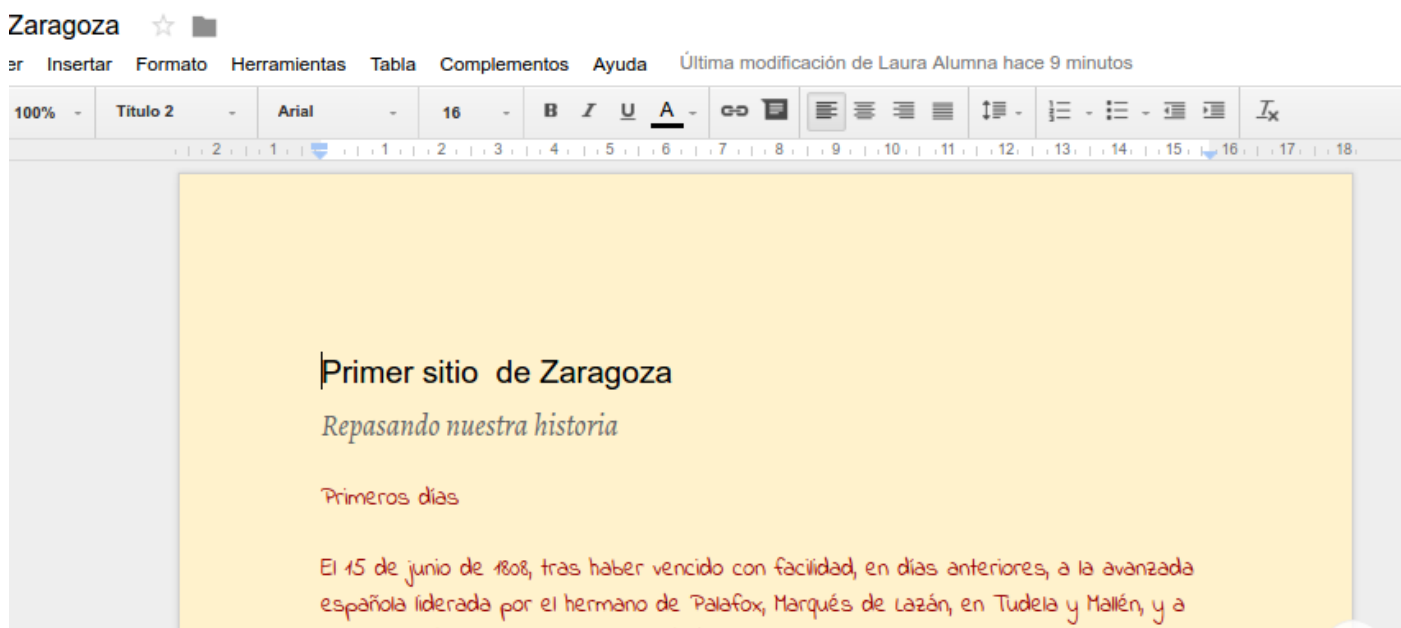 Zaragoza
er Insertar Formato Herramientas Tabla Complementos Ayuda Última modificación de Laura Alumna hace 9 minutos
100% Título 2 Arial 16 B I U A
2 1 1 2 3 4 5 6 7 8 9 10 11 12 13 14 15 16 17 18
Primer sitio  de Zaragoza
Repasando nuestra historia
Primeros días
El 15 de junio de 1808, tras haber vencido con facilidad, en días anteriores, a la avanzada
española liderada por el hermano de Palafox, Marqués de Lazán, en Tudela y Mallén, y a